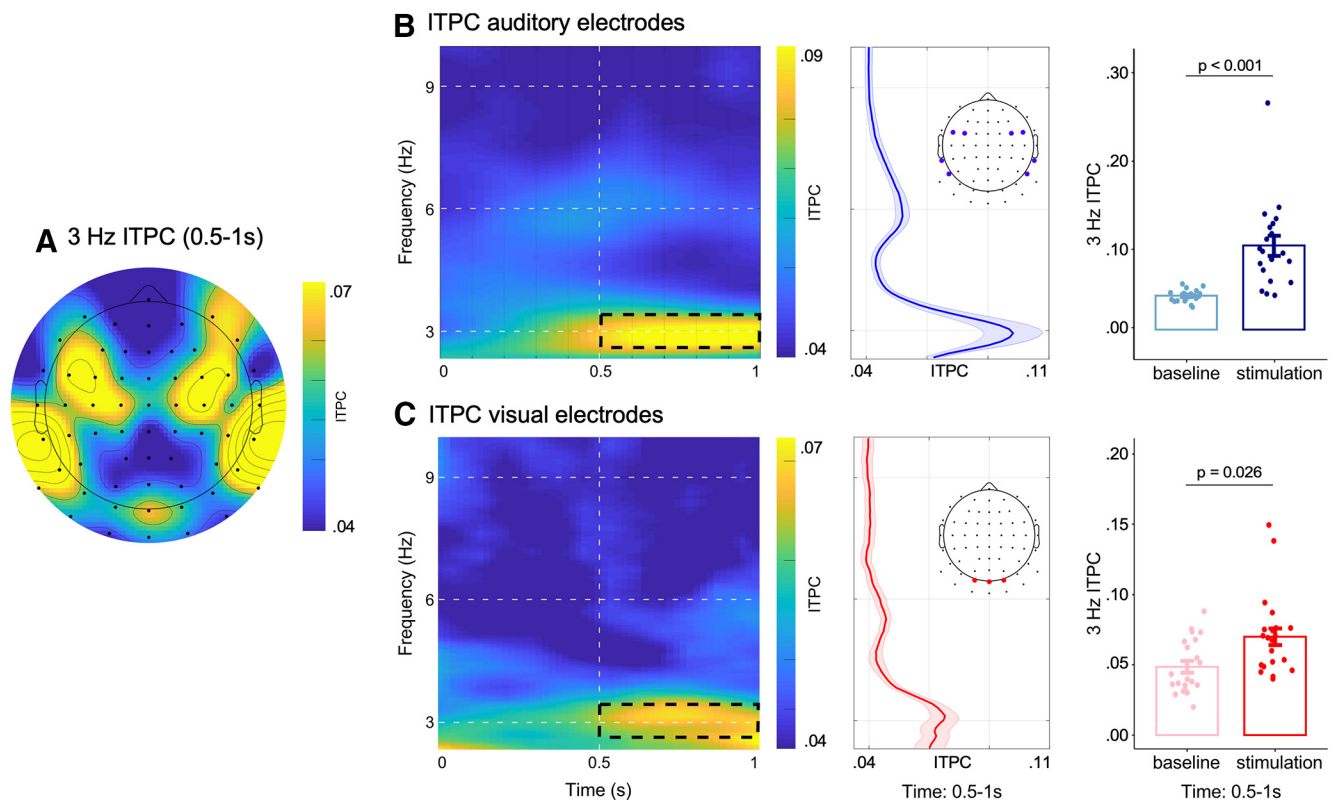 A 3 Hz ITPC (0.5-1s)
.07
ITPC
.04
B ITPC auditory electrodes
9
6
3
Frequency (Hz)
0
0.5
1
.09
ITPC
.04
.04
ITPC
.11
p < 0.001
.30
.20
.10
.00
3 Hz ITPC
baseline
stimulation
C ITPC visual electrodes
9
6
3
Frequency (Hz)
0
0.5
1
Time (s)
.07
ITPC
.04
.04
ITPC
.11
Time: 0.5-1s
p = 0.026
.20
.15
.10
.05
.00
3 Hz ITPC
baseline
stimulation
Time: 0.5-1s